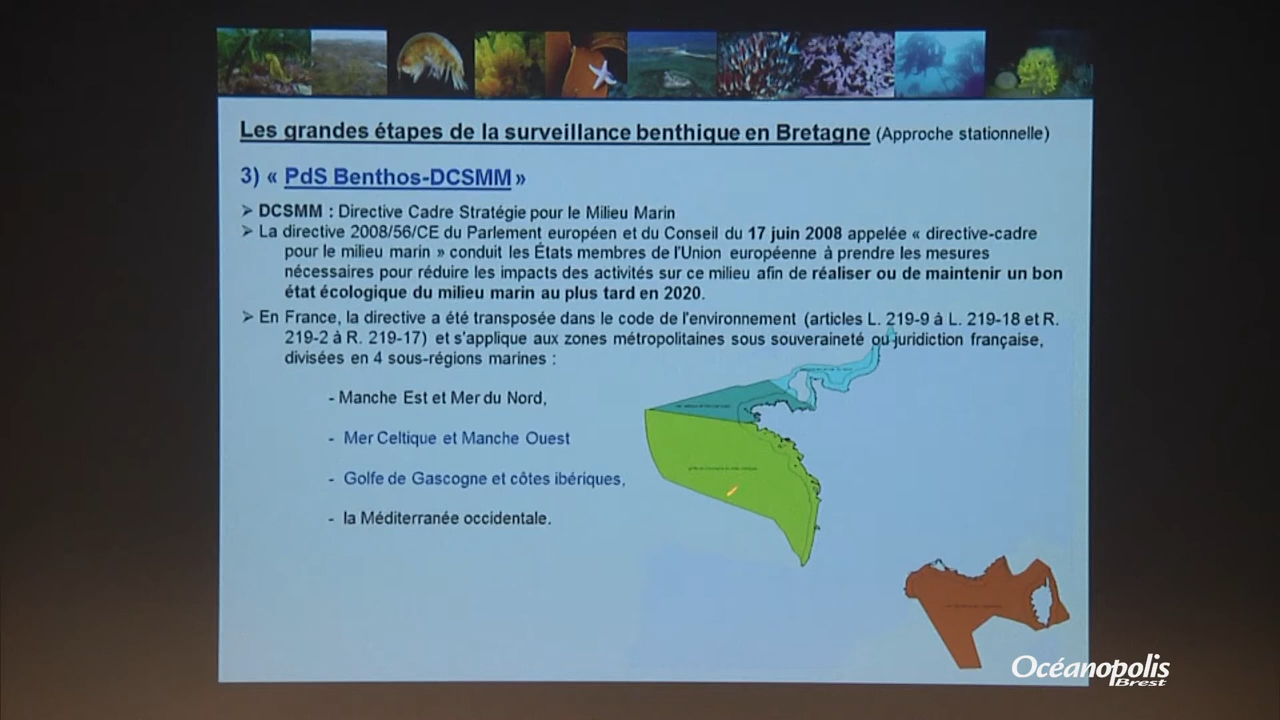 Les grandes étapes de la surveillance benthique en Bretagne (Approche stationnelle)
3) « PdS Benthos-DCSMM »
➢ DCSMM : Directive Cadre Stratégie pour le Milieu Marin
➢ La directive 2008/56/CE du Parlement européen et du Conseil du 17 juin 2008 appelée « directive-cadre
pour le milieu marin » conduit les États membres de l'Union européenne à prendre les mesures
nécessaires pour réduire les impacts des activités sur ce milieu afin de réaliser ou de maintenir un bon
état écologique du milieu marin au plus tard en 2020.
➢ En France, la directive a été transposée dans le code de l'environnement (articles L. 219-9 à L. 219-18 et R.
219-2 à R. 219-17) et s'applique aux zones métropolitaines sous souveraineté ou juridiction française,
divisées en 4 sous-régions marines :
- Manche Est et Mer du Nord,
- Mer Celtique et Manche Ouest
- Golfe de Gascogne et côtes ibériques,
- la Méditerranée occidentale.
Océanopolis
Brest